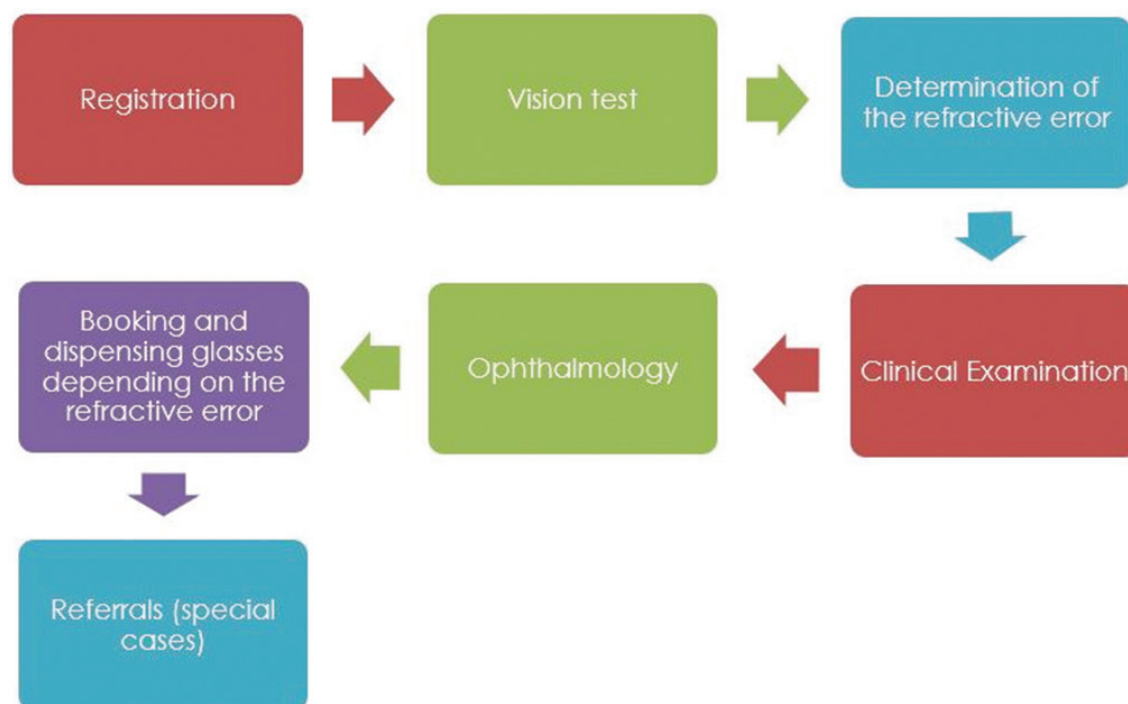 Registration
Vision test
Determination of
the refractive error
Clinical Examination
Ophthalmology
Booking and
dispensing glasses
depending on the
refractive error
Referrals (special
cases)